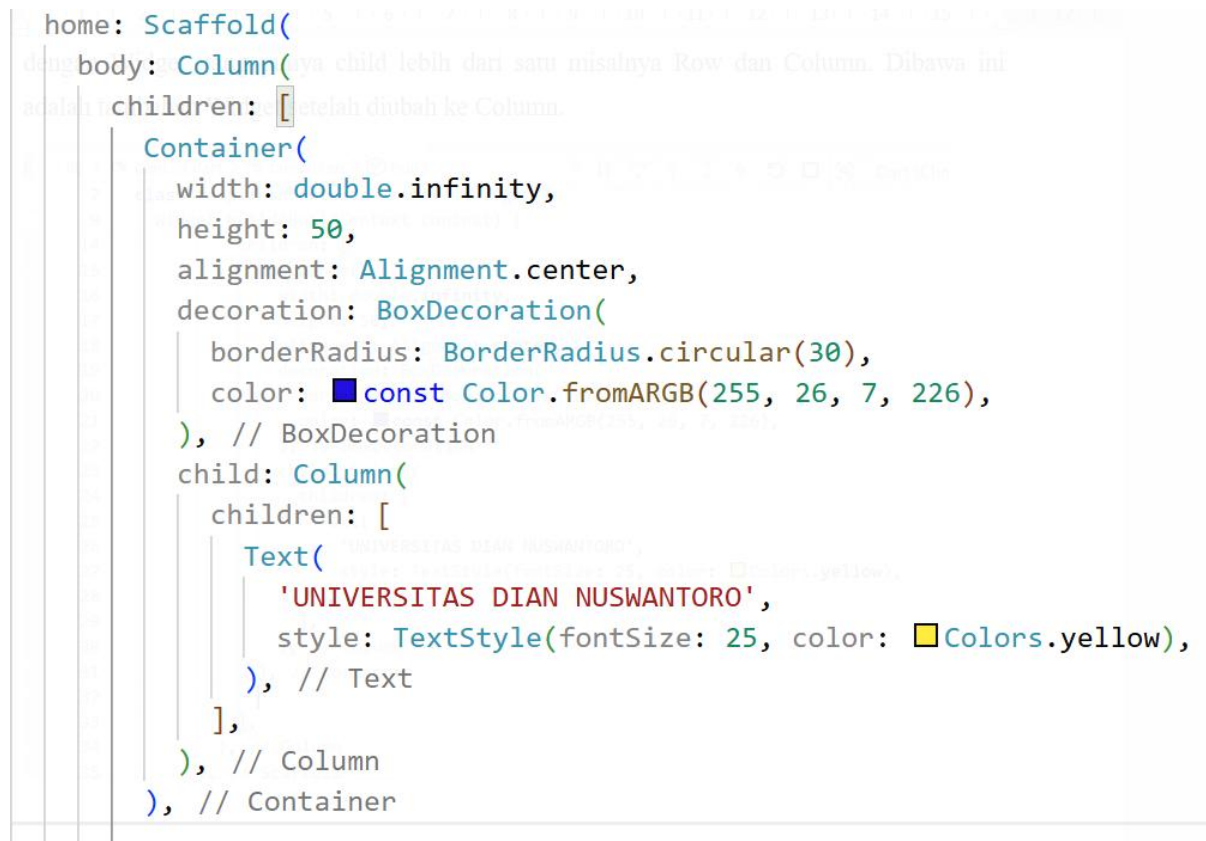 home: Scaffold(
body: Column(
children: [
Container(
width: double.infinity,
height: 50,
alignment: Alignment.center,
decoration: BoxDecoration(
borderRadius: BorderRadius.circular(30),
color: const Color.fromARGB(255, 26, 7, 226),
), // BoxDecoration
child: Column(
children: [
Text(
'UNIVERSITAS DIAN NUSWANTORO',
style: TextStyle(fontSize: 25, color: Colors.yellow),
), // Text
],
), // Column
), // Container